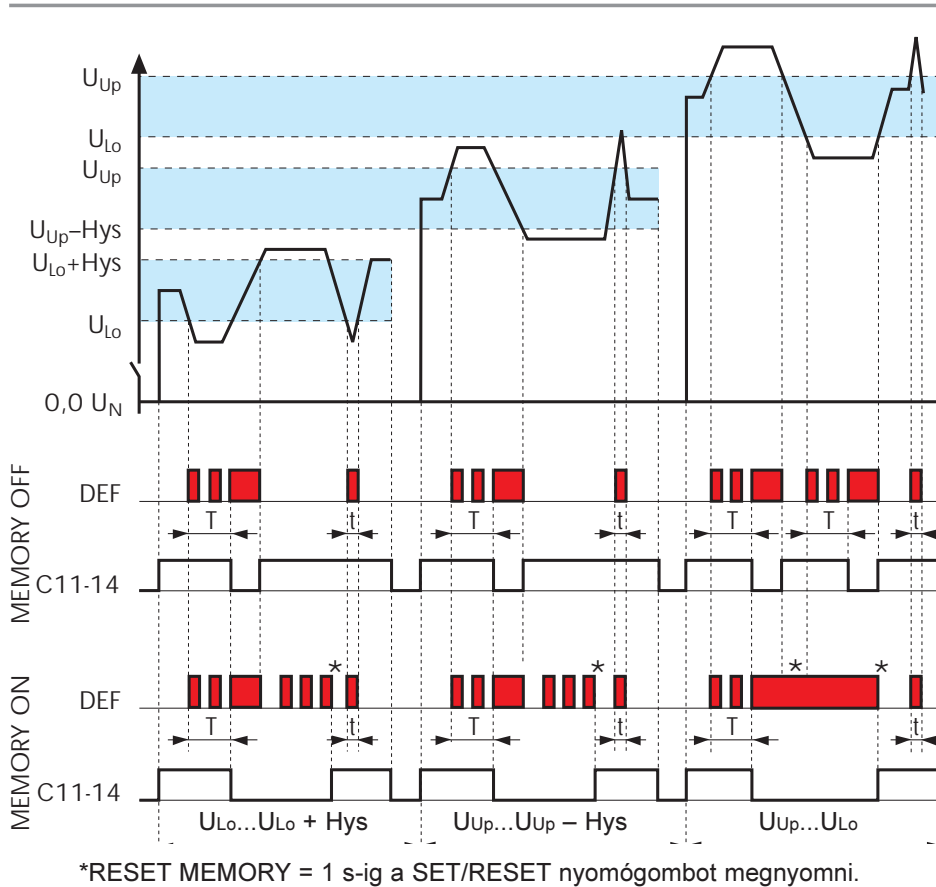 U_Up
U_Lo
U_Up
U_Up–Hys
U_Lo+Hys
U_Lo
0,0 U_N
MEMORY OFF
DEF
T
t
T
t
T
T
t
C11-14
MEMORY ON
DEF
*
*
*
*
T
t
T
t
T
t
C11-14
ULo...ULo + Hys
UUp...UUp – Hys
UUp...ULo
*RESET MEMORY = 1 s-ig a SET/RESET nyomógombot megnyomni.